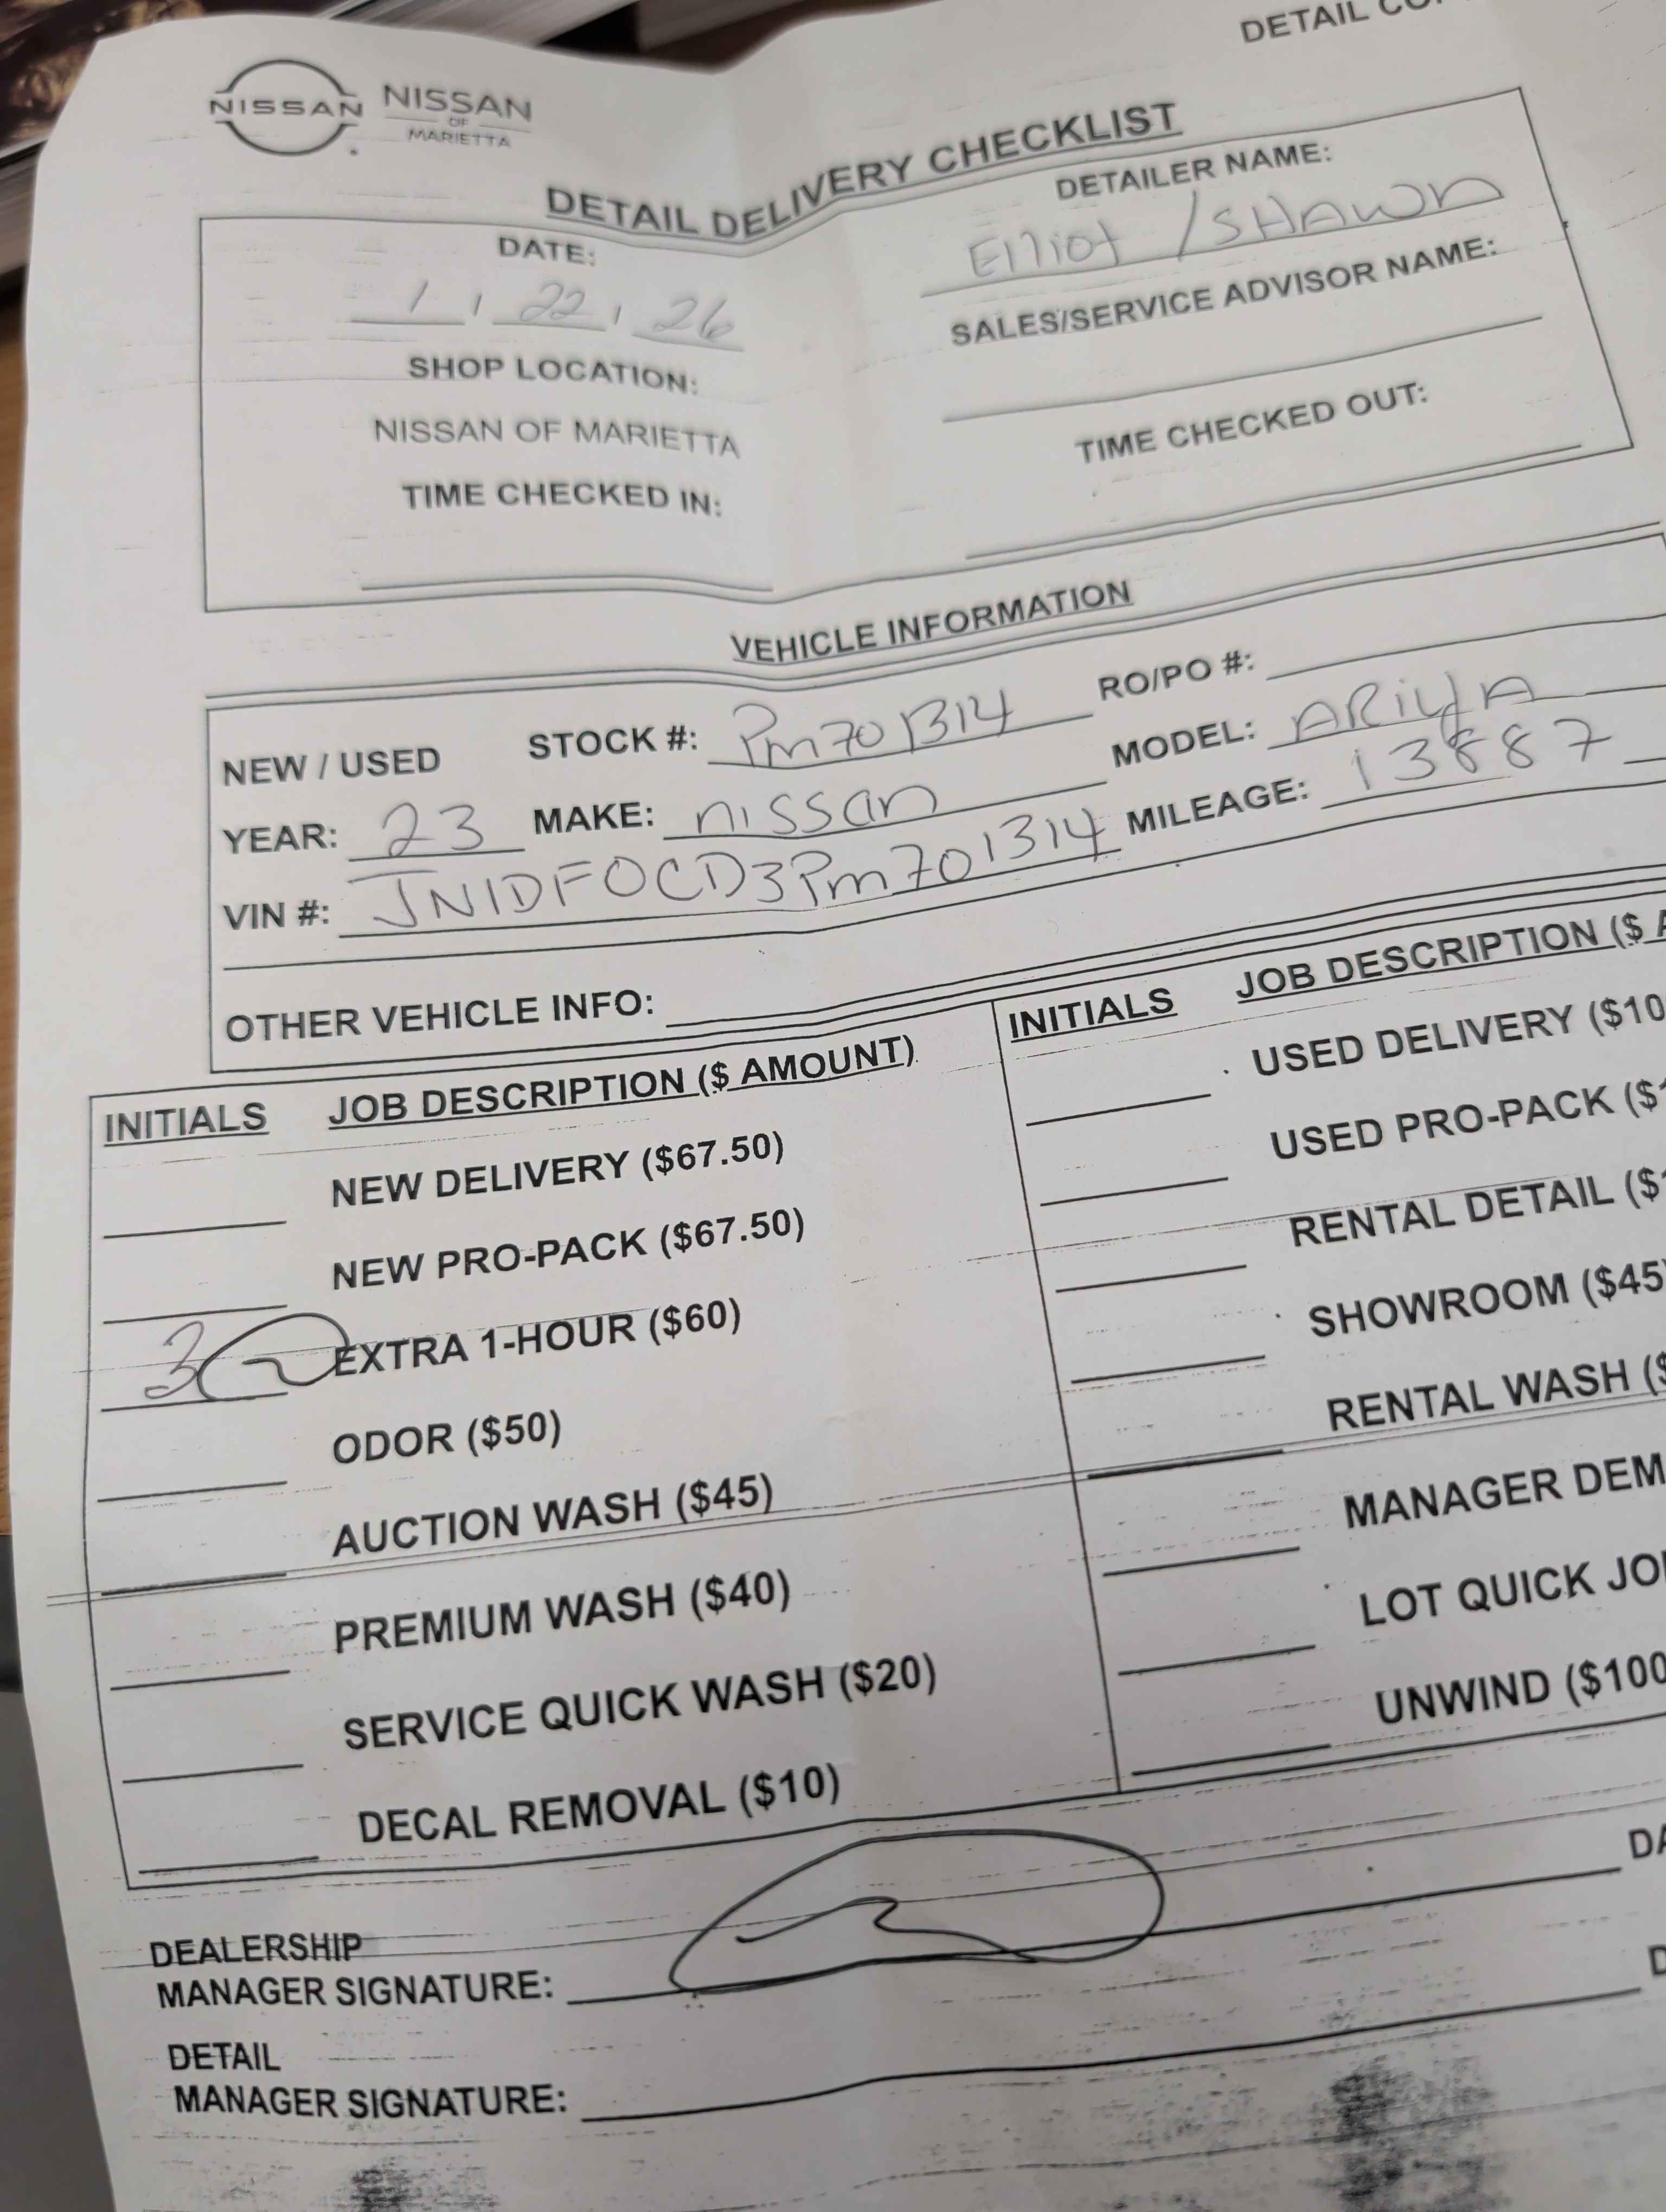 DETAIL
NISSAN
NISSAN
OF
MARIETTA
DETAIL DELIVERY CHECKLIST
DATE:
1 / 22 / 26
SHOP LOCATION:
NISSAN OF MARIETTA
TIME CHECKED IN:
DETAILER NAME:
Elliot / SHAWN
SALES/SERVICE ADVISOR NAME:
TIME CHECKED OUT:
VEHICLE INFORMATION
NEW / USED STOCK #: Pm701314 RO/PO #:
YEAR: 23 MAKE: nissan MODEL: ARiyA
VIN #: JN1DF0CD3Pm701314 MILEAGE: 13887
OTHER VEHICLE INFO:
INITIALS JOB DESCRIPTION ($ AMOUNT)
NEW DELIVERY ($67.50)
NEW PRO-PACK ($67.50)
3 EXTRA 1-HOUR ($60)
ODOR ($50)
AUCTION WASH ($45)
PREMIUM WASH ($40)
SERVICE QUICK WASH ($20)
DECAL REMOVAL ($10)
INITIALS JOB DESCRIPTION ($ A
USED DELIVERY ($10
USED PRO-PACK ($1
RENTAL DETAIL ($1
SHOWROOM ($45
RENTAL WASH ($
MANAGER DEM
LOT QUICK JO
UNWIND ($100
DEALERSHIP
MANAGER SIGNATURE: DA
DETAIL
MANAGER SIGNATURE: D